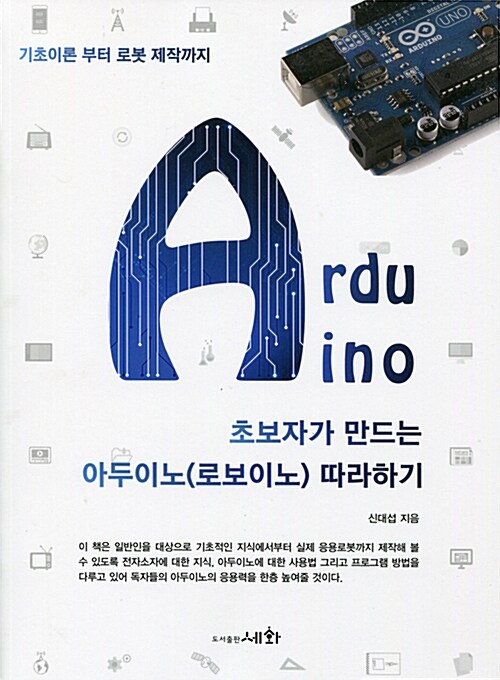 기초이론 부터 로봇 제작까지
ARDUINO
UNO
DIGITAL
Arduino
초보자가 만드는
아두이노(로보이노) 따라하기
신대섭 지음
이 책은 일반인을 대상으로 기초적인 지식에서부터 실제 응용로봇까지 제작해 볼
수 있도록 전자소자에 대한 지식, 아두이노에 대한 사용법 그리고 프로그램 방법을
다루고 있어 독자들의 아두이노의 응용력을 한층 높여줄 것이다.
도서출판 세화